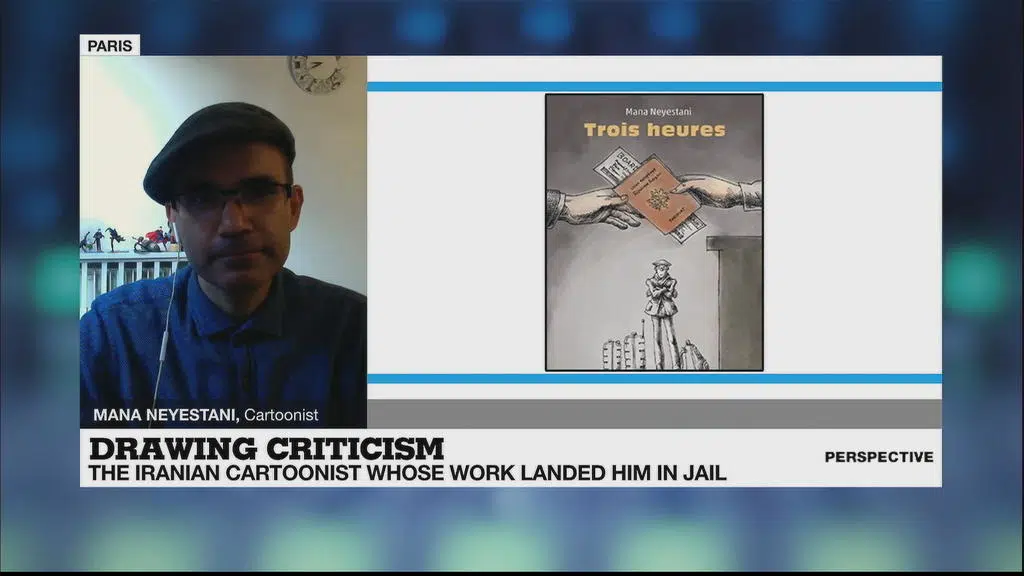 PARIS
Mana Neyestani
Trois heures
BOARD
MANA NEYESTANI, Cartoonist
DRAWING CRITICISM
THE IRANIAN CARTOONIST WHOSE WORK LANDED HIM IN JAIL
PERSPECTIVE